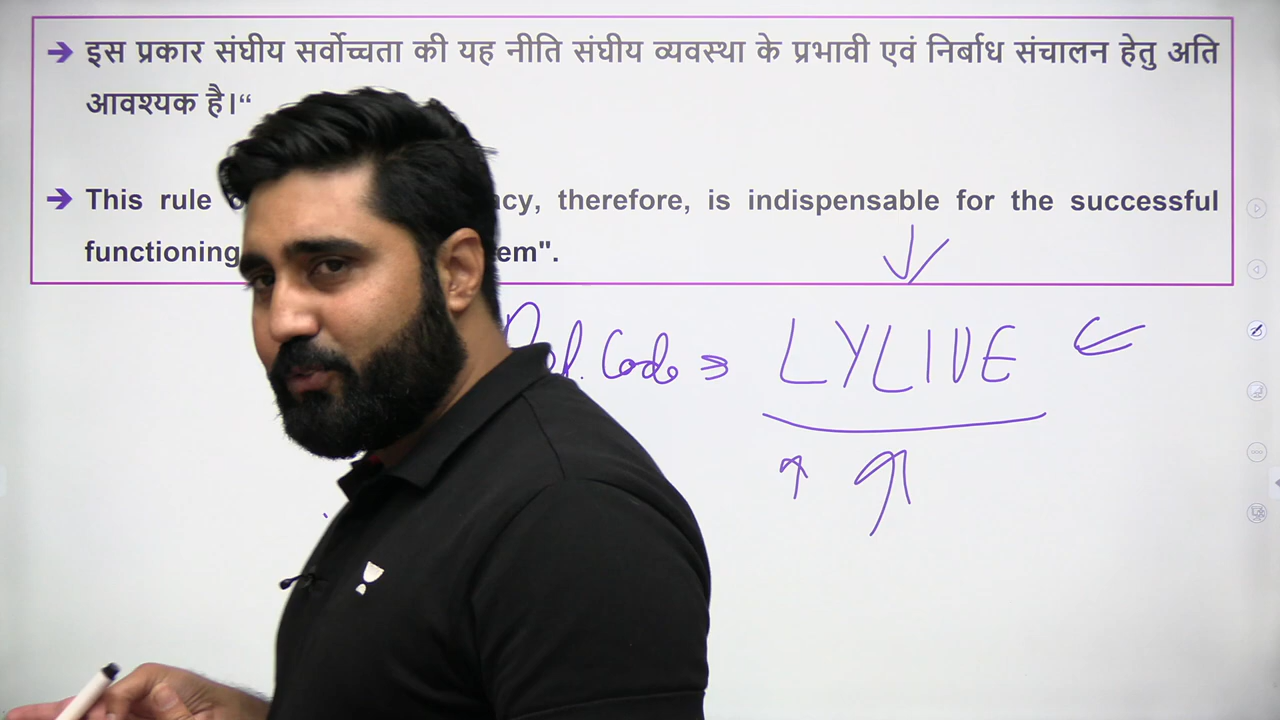 ➔ इस प्रकार संघीय सर्वोच्चता की यह नीति संघीय व्यवस्था के प्रभावी एवं निर्बाध संचालन हेतु अति
आवश्यक है।“
➔ This rule acy, therefore, is indispensable for the successful
functioning em".
Ref. Code ⇒ LYLIVE